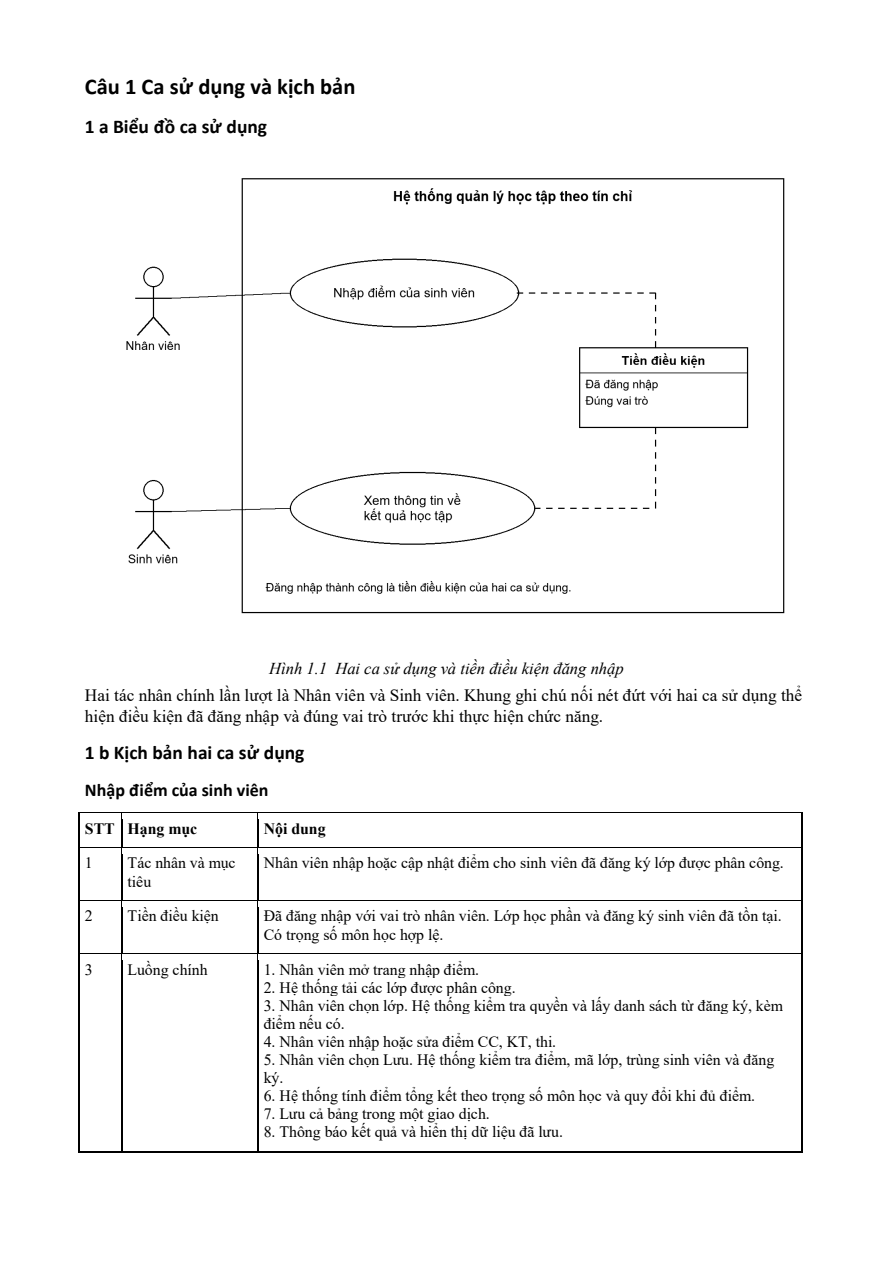 Câu 1 Ca sử dụng và kịch bản
1 a Biểu đồ ca sử dụng
Hệ thống quản lý học tập theo tín chỉ
Nhập điểm của sinh viên
Nhân viên
Tiền điều kiện
Đã đăng nhập
Đúng vai trò
Xem thông tin về
kết quả học tập
Sinh viên
Đăng nhập thành công là tiền điều kiện của hai ca sử dụng.
Hình 1.1 Hai ca sử dụng và tiền điều kiện đăng nhập
Hai tác nhân chính lần lượt là Nhân viên và Sinh viên. Khung ghi chú nối nét đứt với hai ca sử dụng thể
hiện điều kiện đã đăng nhập và đúng vai trò trước khi thực hiện chức năng.
1 b Kịch bản hai ca sử dụng
Nhập điểm của sinh viên
STT Hạng mục Nội dung
1 Tác nhân và mục Nhân viên nhập hoặc cập nhật điểm cho sinh viên đã đăng ký lớp được phân công.
tiêu
2 Tiền điều kiện Đã đăng nhập với vai trò nhân viên. Lớp học phần và đăng ký sinh viên đã tồn tại.
Có trọng số môn học hợp lệ.
3 Luồng chính 1. Nhân viên mở trang nhập điểm.
2. Hệ thống tải các lớp được phân công.
3. Nhân viên chọn lớp. Hệ thống kiểm tra quyền và lấy danh sách từ đăng ký, kèm
điểm nếu có.
4. Nhân viên nhập hoặc sửa điểm CC, KT, thi.
5. Nhân viên chọn Lưu. Hệ thống kiểm tra điểm, mã lớp, trùng sinh viên và đăng
ký.
6. Hệ thống tính điểm tổng kết theo trọng số môn học và quy đổi khi đủ điểm.
7. Lưu cả bảng trong một giao dịch.
8. Thông báo kết quả và hiển thị dữ liệu đã lưu.